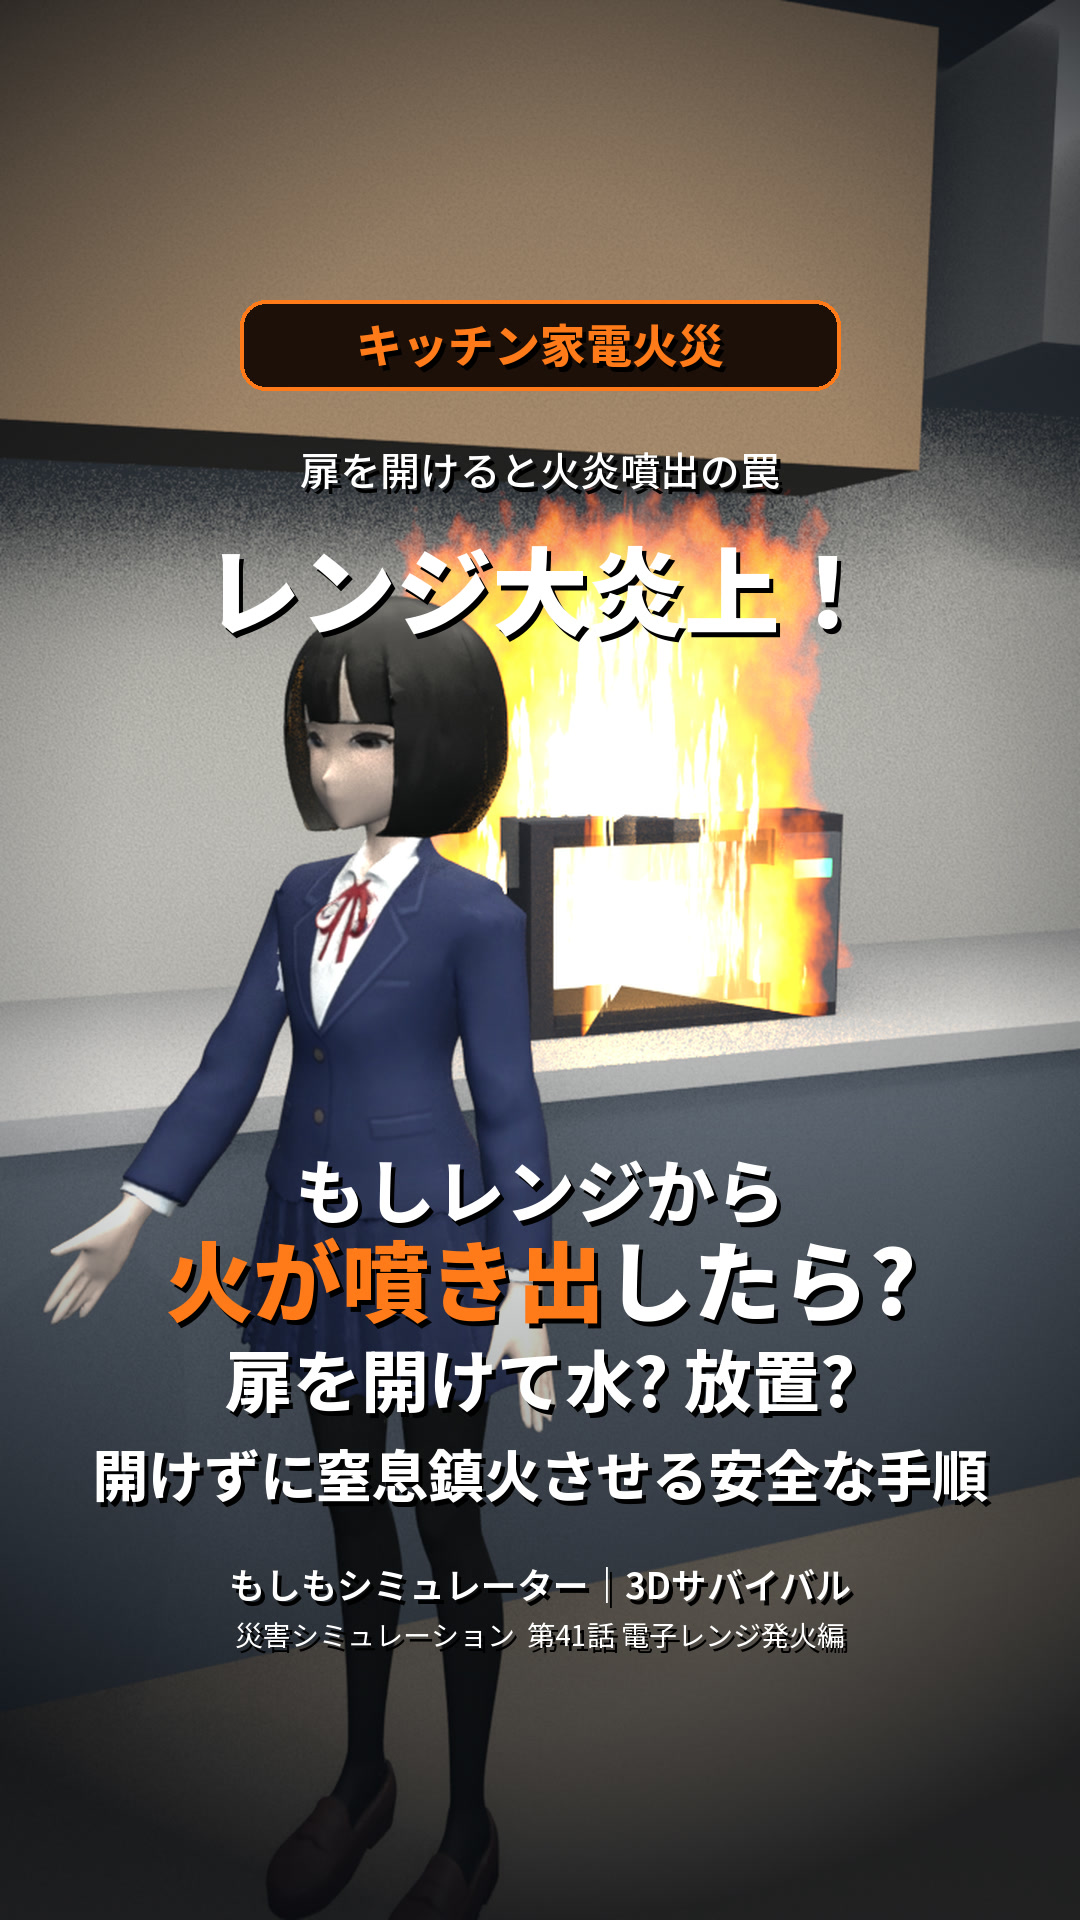 キッチン家電火災
扉を開けると火炎噴出の罠
レンジ大炎上！
もしレンジから
火が噴き出したら?
扉を開けて水? 放置?
開けずに窒息鎮火させる安全な手順
もしもシミュレーター｜3Dサバイバル
災害シミュレーション 第41話 電子レンジ発火編